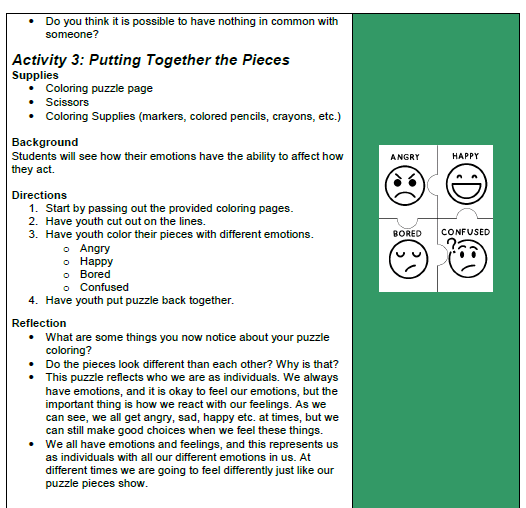 • Do you think it is possible to have nothing in common with
someone?
Activity 3: Putting Together the Pieces
Supplies
• Coloring puzzle page
• Scissors
• Coloring Supplies (markers, colored pencils, crayons, etc.)
Background
Students will see how their emotions have the ability to affect how
they act.
Directions
1. Start by passing out the provided coloring pages.
2. Have youth cut out on the lines.
3. Have youth color their pieces with different emotions.
o Angry
o Happy
o Bored
o Confused
4. Have youth put puzzle back together.
Reflection
• What are some things you now notice about your puzzle
coloring?
• Do the pieces look different than each other? Why is that?
• This puzzle reflects who we are as individuals. We always
have emotions, and it is okay to feel our emotions, but the
important thing is how we react with our feelings. As we
can see, we all get angry, sad, happy etc. at times, but we
can still make good choices when we feel these things.
• We all have emotions and feelings, and this represents us
as individuals with all our different emotions in us. At
different times we are going to feel differently just like our
puzzle pieces show.
ANGRY
HAPPY
BORED
CONFUSED
?